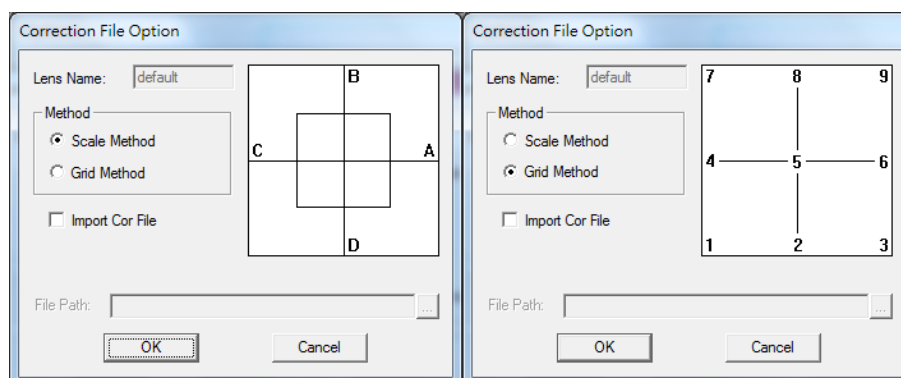 Correction File Option
Lens Name: default
Method
Scale Method
Grid Method
Import Cor File
B
C A
D
File Path: ...
OK Cancel
Correction File Option
Lens Name: default
Method
Scale Method
Grid Method
Import Cor File
7 8 9
4 5 6
1 2 3
File Path: ...
OK Cancel